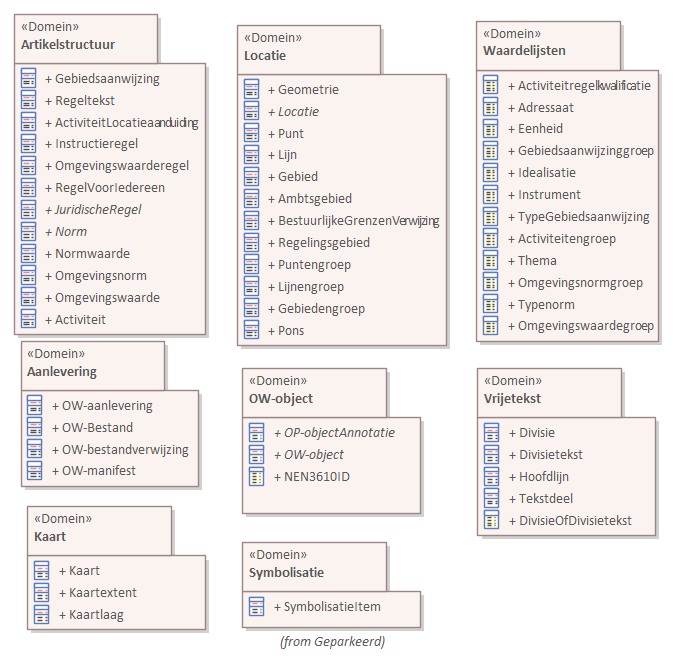 «Domein»
Artikelstructuur
+ Gebiedsaanwijzing
+ Regeltekst
+ ActiviteitLocatieaanduiding
+ Instructieregel
+ Omgevingswaarderegel
+ RegelVoorIedereen
+ JuridischeRegel
+ Norm
+ Normwaarde
+ Omgevingsnorm
+ Omgevingswaarde
+ Activiteit
«Domein»
Locatie
+ Geometrie
+ Locatie
+ Punt
+ Lijn
+ Gebied
+ Ambtsgebied
+ BestuurlijkeGrenzenVerwijzing
+ Regelingsgebied
+ Puntengroep
+ Lijnengroep
+ Gebiedengroep
+ Pons
«Domein»
Waardelijsten
+ Activiteitregelkwalificatie
+ Adressaat
+ Eenheid
+ Gebiedsaanwijzinggroep
+ Idealisatie
+ Instrument
+ TypeGebiedsaanwijzing
+ Activiteitengroep
+ Thema
+ Omgevingsnormgroep
+ Typenorm
+ Omgevingswaardegroep
«Domein»
Aanlevering
+ OW-aanlevering
+ OW-Bestand
+ OW-bestandverwijzing
+ OW-manifest
«Domein»
OW-object
+ OP-objectAnnotatie
+ OW-object
+ NEN3610ID
«Domein»
Vrijetekst
+ Divisie
+ Divisietekst
+ Hoofdlijn
+ Tekstdeel
+ DivisieOfDivisietekst
«Domein»
Kaart
+ Kaart
+ Kaartextent
+ Kaartlaag
«Domein»
Symbolisatie
+ SymbolisatieItem
(from Geparkeerd)